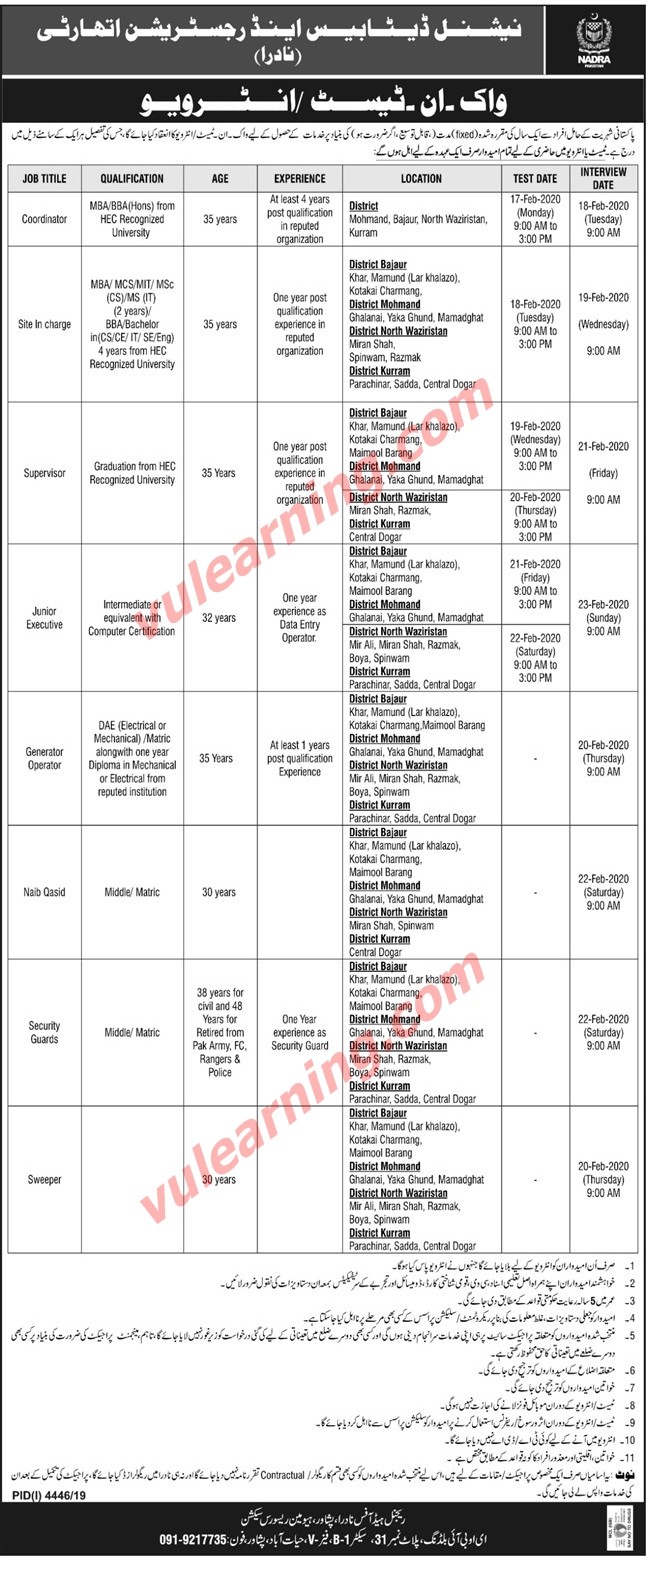 نیشنل ڈیٹابیس اینڈ رجسٹریشن اتھارٹی
(نادرا)
NADRA
PAKISTAN
واک۔ان۔ٹیسٹ/انٹرویو
پاکستانی شہریت کے حامل افراد سے ایک سال کی مقررہ شدہ (fixed) مدت (قابل توسیع، اگر ضرورت ہو) کی بنیاد پر خدمات کے حصول کے لیے واک۔ان۔ٹیسٹ/انٹرویو کا انعقاد کیا جائے گا، جس کی تفصیل ہر ایک کے سامنے ذیل میں
درج ہے۔ ٹیسٹ یا انٹرویو میں حاضری کے لیے تمام امیدوار صرف ایک عہدہ کے لیے اہل ہوں گے:
JOB TITILE QUALIFICATION AGE EXPERIENCE LOCATION TEST DATE INTERVIEW DATE
Coordinator
MBA/BBA(Hons) from
HEC Recognized
University
35 years
At least 4 years
post qualification
in reputed
organization
District
Mohmand, Bajaur, North Waziristan,
Kurram
17-Feb-2020
(Monday)
9:00 AM to
3:00 PM
18-Feb-2020
(Tuesday)
9:00 AM
Site In charge
MBA/ MCS/MIT/ MSc
(CS)/MS (IT)
(2 years)/
BBA/Bachelor
in(CS/CE/ IT/ SE/Eng)
4 years from HEC
Recognized University
35 years
One year post
qualification
experience in
reputed
organization
District Bajaur
Khar, Mamund (Lar khalazo),
Kotakai Charmang,
District Mohmand
Ghalanai, Yaka Ghund, Mamadghat
District North Waziristan
Miran Shah,
Spinwam, Razmak
District Kurram
Parachinar, Sadda, Central Dogar
18-Feb-2020
(Tuesday)
9:00 AM to
3:00 PM
19-Feb-2020
(Wednesday)
9:00 AM
Supervisor
Graduation from HEC
Recognized University
35 Years
One year post
qualification
experience in
reputed
organization
District Bajaur
Khar, Mamund (Lar khalazo),
Kotakai Charmang,
Maimool Barang
District Mohmand
Ghalanai, Yaka Ghund, Mamadghat
19-Feb-2020
(Wednesday)
9:00 AM to
3:00 PM
District North Waziristan
Miran Shah, Razmak,
District Kurram
Central Dogar
20-Feb-2020
(Thursday)
9:00 AM to
3:00 PM
21-Feb-2020
(Friday)
9:00 AM
Junior
Executive
Intermediate or
equivalent with
Computer Certification
32 years
One year
experience as
Data Entry
Operator.
District Bajaur
Khar, Mamund (Lar khalazo),
Kotakai Charmang,
Maimool Barang
District Mohmand
Ghalanai, Yaka Ghund, Mamadghat
21-Feb-2020
(Friday)
9:00 AM to
3:00 PM
District North Waziristan
Mir Ali, Miran Shah, Razmak,
Boya, Spinwam
District Kurram
Parachinar, Sadda, Central Dogar
22-Feb-2020
(Saturday)
9:00 AM to
3:00 PM
23-Feb-2020
(Sunday)
9:00 AM
Generator
Operator
DAE (Electrical or
Mechanical) /Matric
alongwith one year
Diploma in Mechanical
or Electrical from
reputed institution
35 Years
At least 1 years
post qualification
Experience
District Bajaur
Khar, Mamund (Lar khalazo),
Kotakai Charmang,Maimool Barang
District Mohmand
Ghalanai, Yaka Ghund, Mamadghat
District North Waziristan
Mir Ali, Miran Shah, Razmak,
Boya, Spinwam
District Kurram
Parachinar, Sadda, Central Dogar
-
20-Feb-2020
(Thursday)
9:00 AM
Naib Qasid
Middle/ Matric
30 years
District Bajaur
Khar, Mamund (Lar khalazo),
Kotakai Charmang,
Maimool Barang
District Mohmand
Ghalanai, Yaka Ghund, Mamadghat
District North Waziristan
Miran Shah, Spinwam
District Kurram
Central Dogar
-
22-Feb-2020
(Saturday)
9:00 AM
Security
Guards
Middle/ Matric
38 years for
civil and 48
Years for
Retired from
Pak Army, FC,
Rangers &
Police
One Year
experience as
Security Guard
District Bajaur
Khar, Mamund (Lar khalazo),
Kotakai Charmang,
Maimool Barang
District Mohmand
Ghalanai, Yaka Ghund, Mamadghat
District North Waziristan
Miran Shah, Razmak,
Boya, Spinwam
District Kurram
Parachinar, Sadda, Central Dogar
-
22-Feb-2020
(Saturday)
9:00 AM
Sweeper
30 years
District Bajaur
Khar, Mamund (Lar khalazo),
Kotakai Charmang,
Maimool Barang
District Mohmand
Ghalanai, Yaka Ghund, Mamadghat
District North Waziristan
Mir Ali, Miran Shah, Razmak,
Boya, Spinwam
District Kurram
Parachinar, Sadda, Central Dogar
-
20-Feb-2020
(Thursday)
9:00 AM
vulearning.com
vulearning.com
1۔ صرف اُن امیدواران کو انٹرویو کے لیے بلایا جائے گا جنہوں نے انٹرویو پاس کیا ہوگا۔
2۔ خواہشمند امیدواران اپنے ہمراہ اصل تعلیمی اسناد، سی وی، قومی شناختی کارڈ، ڈومیسائل اور تجربے کے سرٹیفکیٹس بمعہ ان دستاویزات کی نقول ضرور لائیں۔
3۔ عمر میں 5 سالہ رعایت حکومتی قواعد کے مطابق دی جائے گی۔
4۔ امیدوار کو جعلی دستاویزات، غلط معلومات کی بنا پر ریکروٹمنٹ/سلیکشن پراسس کے کسی بھی مرحلے پر نااہل کیا جا سکتا ہے۔
5۔ منتخب شدہ امیدواروں کو متعلقہ پراجیکٹ سائیٹ پر ہی اپنی خدمات سرانجام دینی ہوں گی اور کسی بھی دوسرے ضلع میں تعیناتی کے لیے کی گئی درخواست کو زیر غور نہیں لایا جائے گا، تاہم مینجمنٹ پراجیکٹ کی ضرورت کی بنیاد پر کسی بھی
دوسرے ضلع میں تعیناتی کا حق محفوظ رکھتی ہے۔
6۔ متعلقہ اضلاع کے امیدواروں کو ترجیح دی جائے گی۔
7۔ خواتین امیدواروں کو ترجیح دی جائے گی۔
8۔ ٹیسٹ/انٹرویو کے دوران موبائل فونز لانے کی اجازت نہیں ہوگی۔
9۔ ٹیسٹ/انٹرویو کے دوران اثر و رسوخ/ریفرنس استعمال کرنے پر امیدوار کو سلیکشن پراسس سے نااہل کر دیا جائے گا۔
10۔ انٹرویو میں آنے کے لیے کوئی ٹی اے/ڈی اے نہیں دیا جائے گا۔
11۔ خواتین، اقلیتی اور معذور افراد کا کوٹہ قواعد کے مطابق مختص ہے۔
نوٹ: یہ اسامیاں صرف ایک مخصوص پراجیکٹ/مقامات کے لیے ہیں، اس لیے منتخب شدہ امیدواروں کو کسی بھی قسم کا ریگولر/Contractual تقررنامہ نہیں دیا جائے گا اور نہ ہی نادرا میں ریگولرائزڈ کیا جائے گا، پراجیکٹ کی تکمیل کے بعد ان
کی خدمات واپس لے لی جائیں گی۔
PID(I) 4446/19
ریجنل ہیڈ آفس نادرا، پشاور، ہیومین ریسورس سیکشن
ای او بی آئی بلڈنگ، پلاٹ نمبر 31، سیکٹر B-1، فیز-V، حیات آباد، پشاور، فون: 091-9217735
SAY NO TO DRUGS